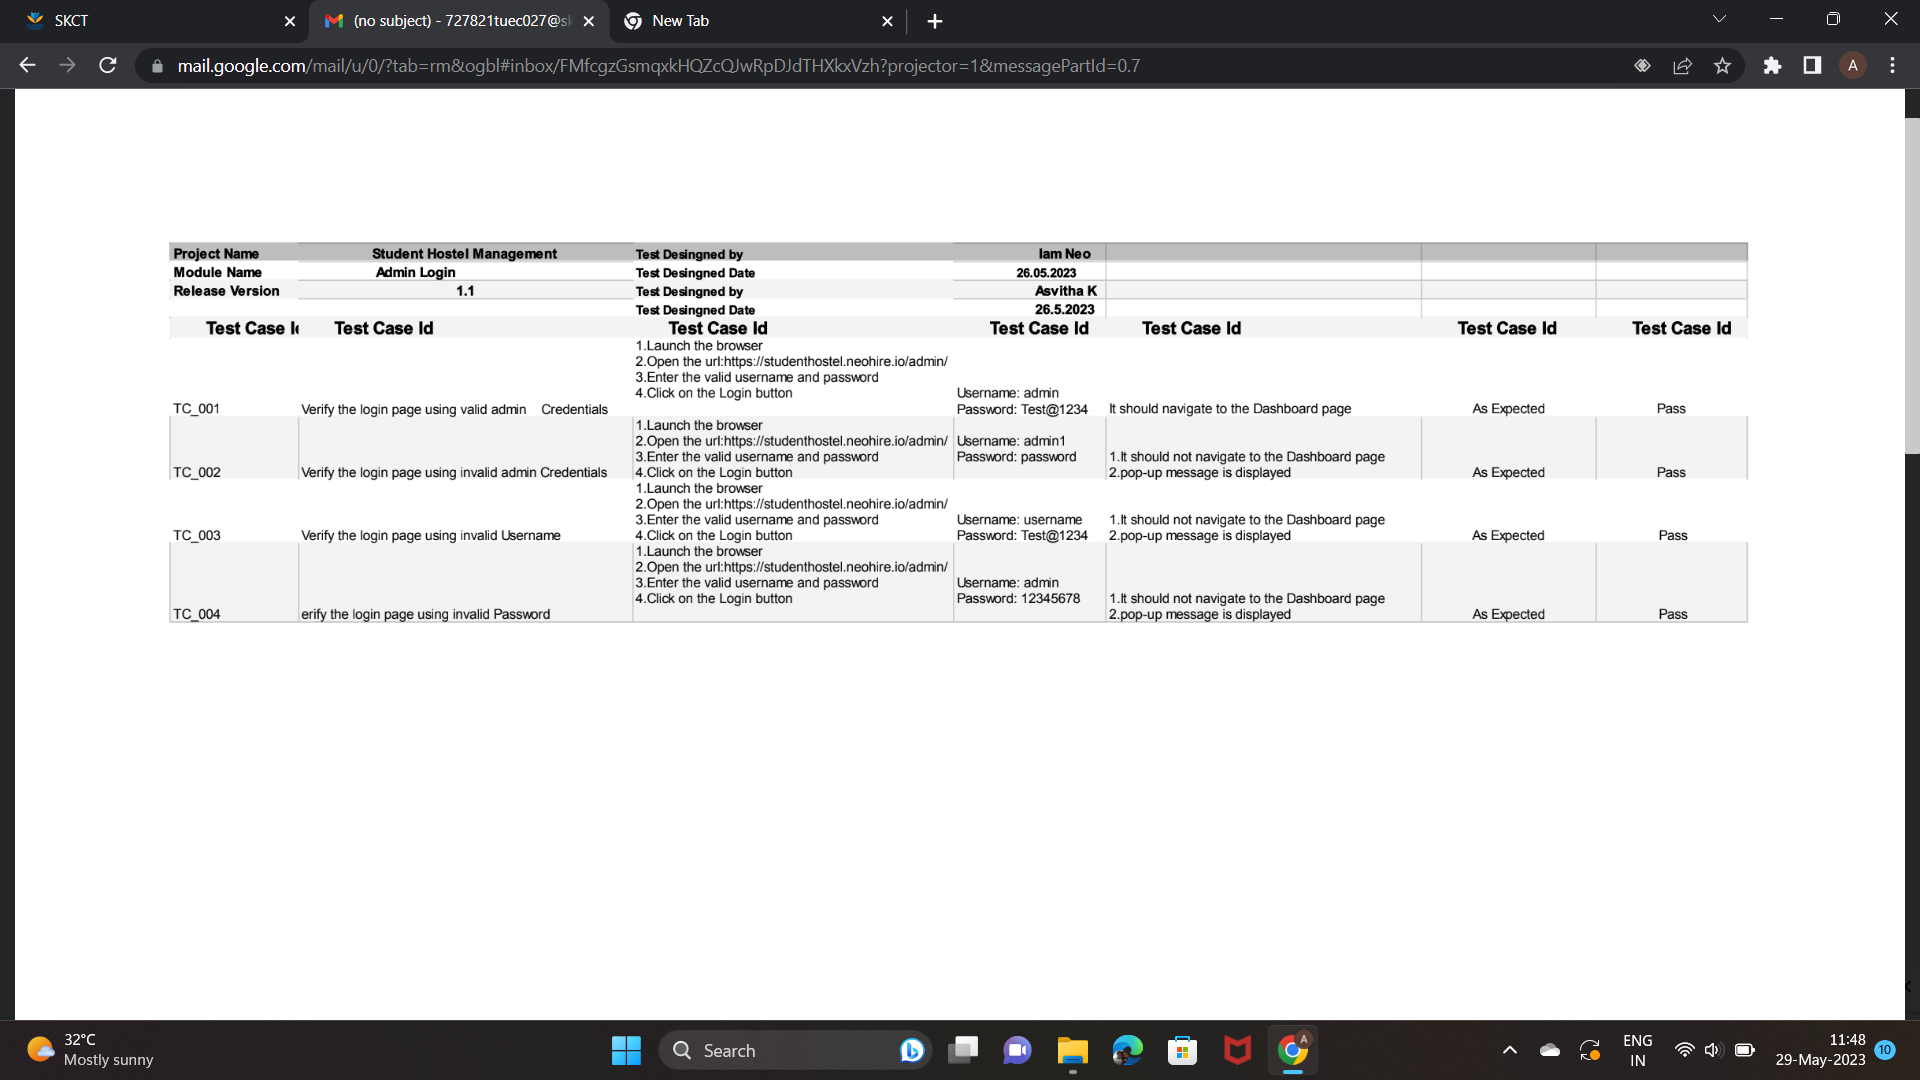 SKCT
(no subject) - 727821tuec027@sk
New Tab
mail.google.com/mail/u/0/?tab=rm&ogbl#inbox/FMfcgzGsmqxkHQZcQJwRpDJdTHXkxVzh?projector=1&messagePartId=0.7
A
Project Name Student Hostel Management Test Desingned by Iam Neo
Module Name Admin Login Test Desingned Date 26.05.2023
Release Version 1.1 Test Desingned by Asvitha K
Test Desingned Date 26.5.2023
Test Case I Test Case Id Test Case Id Test Case Id Test Case Id Test Case Id Test Case Id
1.Launch the browser
2.Open the url:https://studenthostel.neohire.io/admin/
3.Enter the valid username and password
4.Click on the Login button Username: admin
TC_001 Verify the login page using valid admin Credentials Password: Test@1234 It should navigate to the Dashboard page As Expected Pass
1.Launch the browser
2.Open the url:https://studenthostel.neohire.io/admin/ Username: admin1
3.Enter the valid username and password Password: password 1.It should not navigate to the Dashboard page
TC_002 Verify the login page using invalid admin Credentials 4.Click on the Login button 2.pop-up message is displayed As Expected Pass
1.Launch the browser
2.Open the url:https://studenthostel.neohire.io/admin/
3.Enter the valid username and password Username: username 1.It should not navigate to the Dashboard page
TC_003 Verify the login page using invalid Username 4.Click on the Login button Password: Test@1234 2.pop-up message is displayed As Expected Pass
1.Launch the browser
2.Open the url:https://studenthostel.neohire.io/admin/
3.Enter the valid username and password Username: admin
4.Click on the Login button Password: 12345678 1.It should not navigate to the Dashboard page
TC_004 erify the login page using invalid Password 2.pop-up message is displayed As Expected Pass
32°C
Mostly sunny
Search
A
ENG
IN
11:48
29-May-2023
10